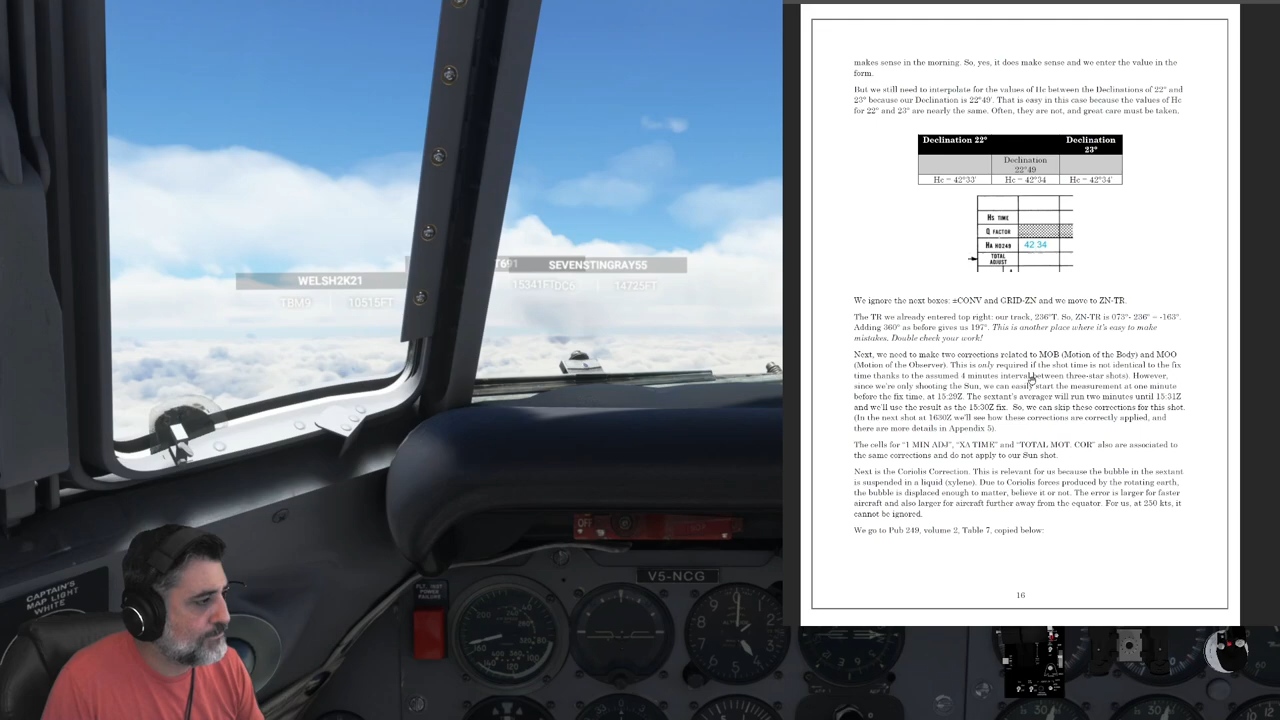 makes sense in the morning. So, yes, it does make sense and we enter the value in the
form.
But we still need to interpolate for the values of Hc between the Declinations of 22° and
23° because our Declination is 22°49'. That is easy in this case because the values of Hc
for 22° and 23° are nearly the same. Often, they are not, and great care must be taken.
Declination 22°
Declination
23°
Declination
22°49
Hc = 42°33'
Hc = 42°34
Hc = 42°34'
HS TIME
Q FACTOR
HA HO249
42 34
TOTAL
ADJUST
We ignore the next boxes: ±CONV and GRID-ZN and we move to ZN-TR.
The TR we already entered top right: our track, 236°T. So, ZN-TR is 073°- 236° = -163°.
Adding 360° as before gives us 197°. This is another place where it's easy to make
mistakes. Double check your work!
Next, we need to make two corrections related to MOB (Motion of the Body) and MOO
(Motion of the Observer). This is only required if the shot time is not identical to the fix
time thanks to the assumed 4 minutes interval between three-star shots). However,
since we're only shooting the Sun, we can easily start the measurement at one minute
before the fix time, at 15:29Z. The sextant's averager will run two minutes until 15:31Z
and we'll use the result as the 15:30Z fix. So, we can skip these corrections for this shot.
(In the next shot at 1630Z we'll see how these corrections are correctly applied, and
there are more details in Appendix 5).
The cells for "1 MIN ADJ", "XA TIME" and "TOTAL MOT. COR" also are associated to
the same corrections and do not apply to our Sun shot.
Next is the Coriolis Correction. This is relevant for us because the bubble in the sextant
is suspended in a liquid (xylene). Due to Coriolis forces produced by the rotating earth,
the bubble is displaced enough to matter, believe it or not. The error is larger for faster
aircraft and also larger for aircraft further away from the equator. For us, at 250 kts, it
cannot be ignored.
We go to Pub 249, volume 2, Table 7, copied below:
16
WELSH2K21
TBM9 | 10515FT
T691
SEVENSTINGRAY55
15341FT
DC6 | 14725FT
OFF
V5-NCG
CAPTAIN'S
MAP LIGHT
WHITE